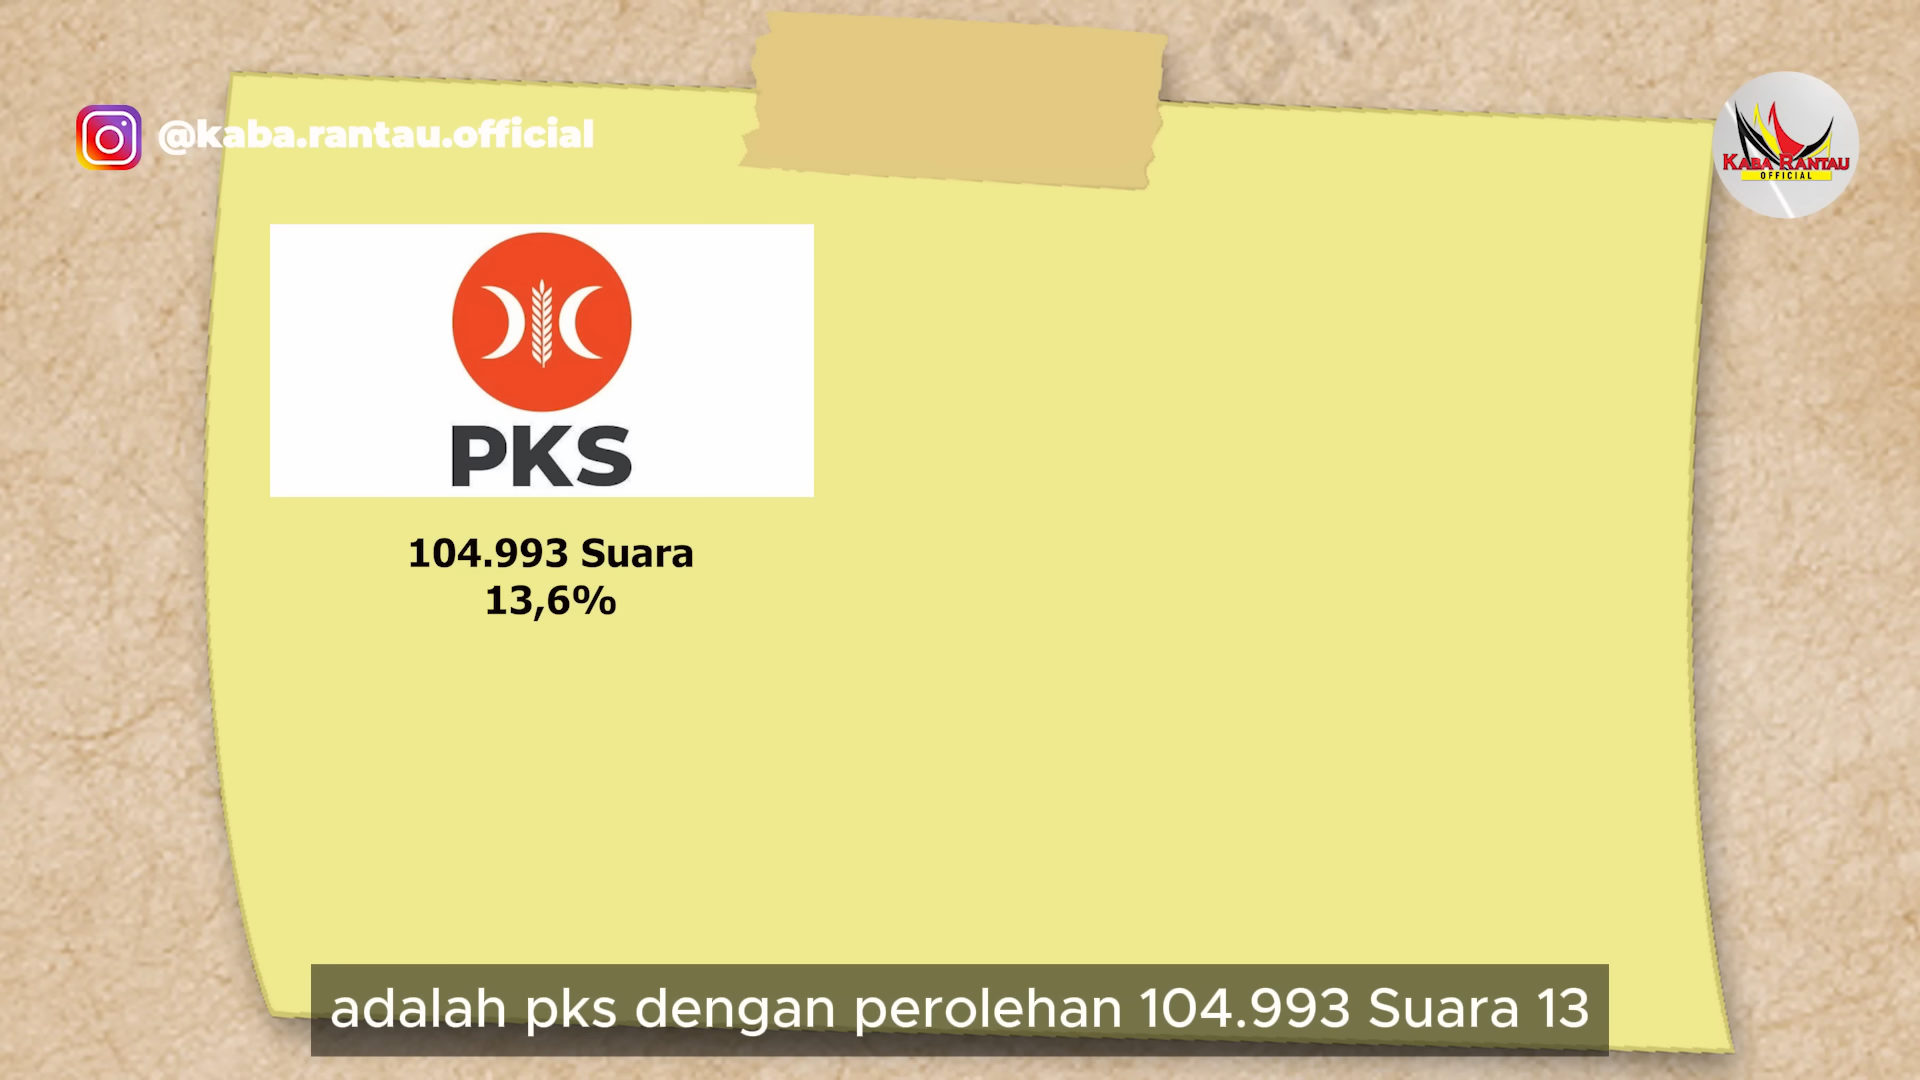 @kaba.rantau.official
KABA RANTAU
OFFICIAL
PKS
104.993 Suara
13,6%
adalah pks dengan perolehan 104.993 Suara 13